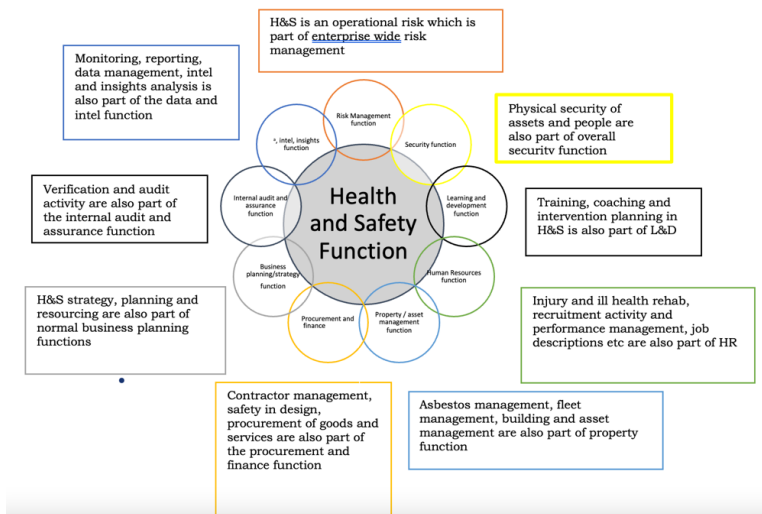 H&S is an operational risk which is
part of enterprise wide risk
management
Monitoring, reporting,
data management, intel
and insights analysis is
also part of the data and
intel function
Physical security of
assets and people are
also part of overall
security function
Risk Management
function
, intel, insights
function
Security function
Verification and audit
activity are also part of
the internal audit and
assurance function
Internal audit and
assurance
function
Health
and Safety
Function
Learning and
development
function
Training, coaching and
intervention planning in
H&S is also part of L&D
H&S strategy, planning and
resourcing are also part of
normal business planning
functions
Business
planning/strategy
function
Human Resources
function
Injury and ill health rehab,
recruitment activity and
performance management, job
descriptions etc are also part of HR
Procurement and
finance
Property / asset
management
function
Contractor management,
safety in design,
procurement of goods and
services are also part of
the procurement and
finance function
Asbestos management, fleet
management, building and asset
management are also part of property
function